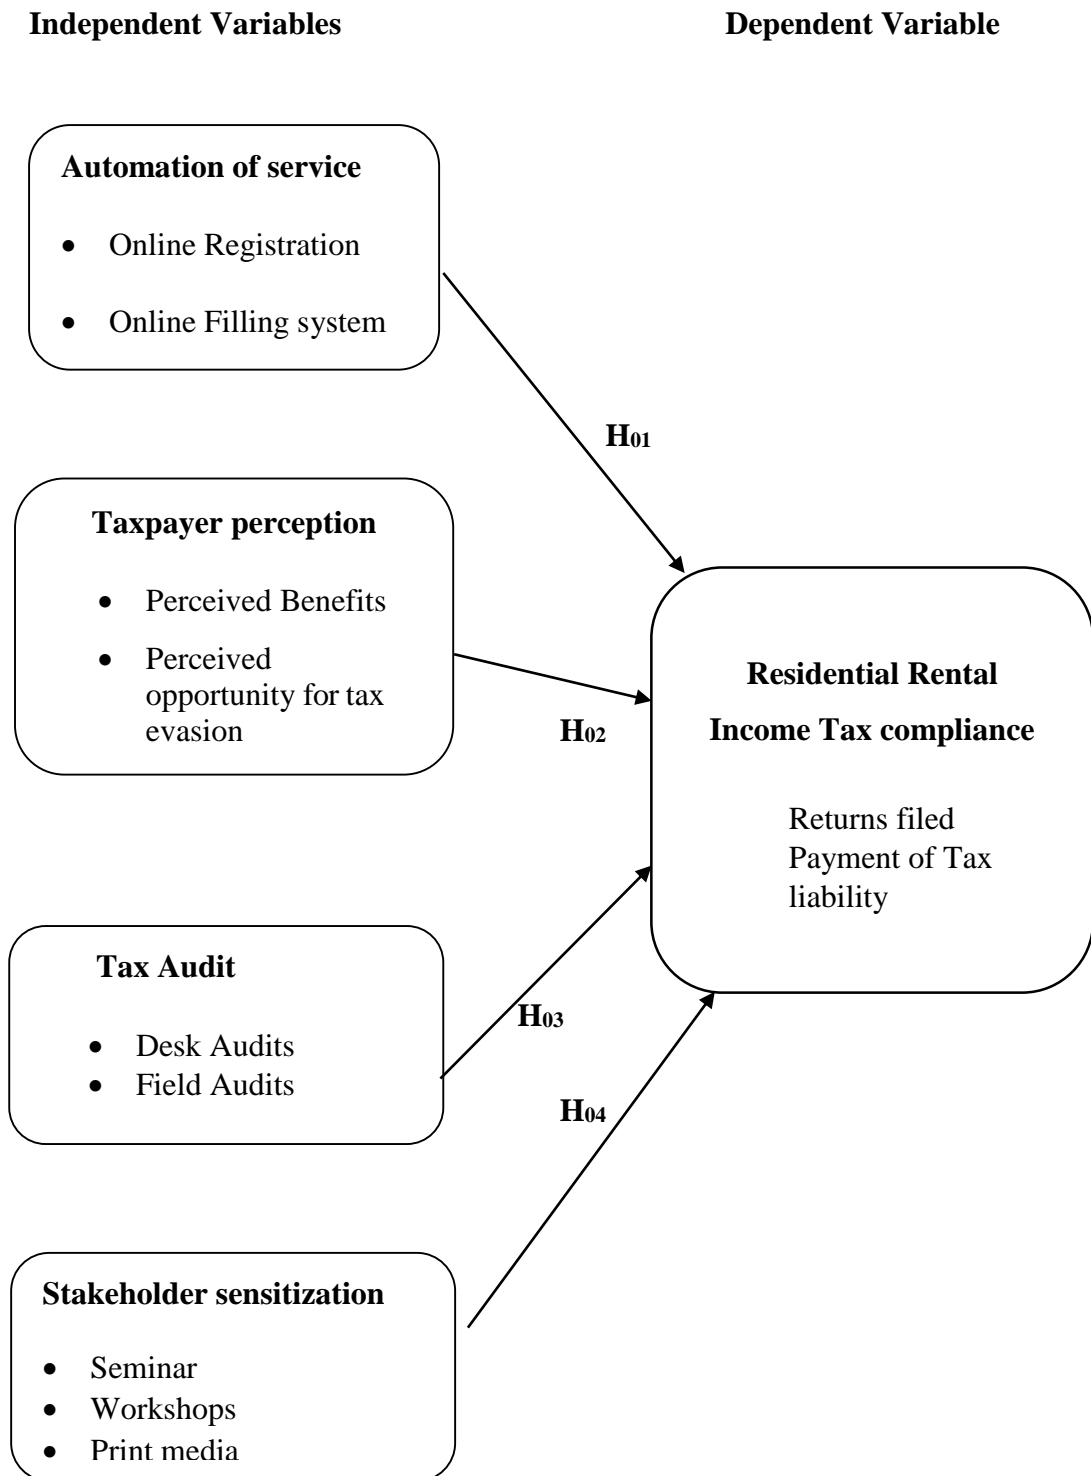 Independent Variables
Dependent Variable
Automation of service
• Online Registration
• Online Filling system
H01
Taxpayer perception
• Perceived Benefits
• Perceived
opportunity for tax
evasion
H02
Residential Rental
Income Tax compliance
Returns filed
Payment of Tax
liability
Tax Audit
• Desk Audits
• Field Audits
H03
H04
Stakeholder sensitization
• Seminar
• Workshops
• Print media